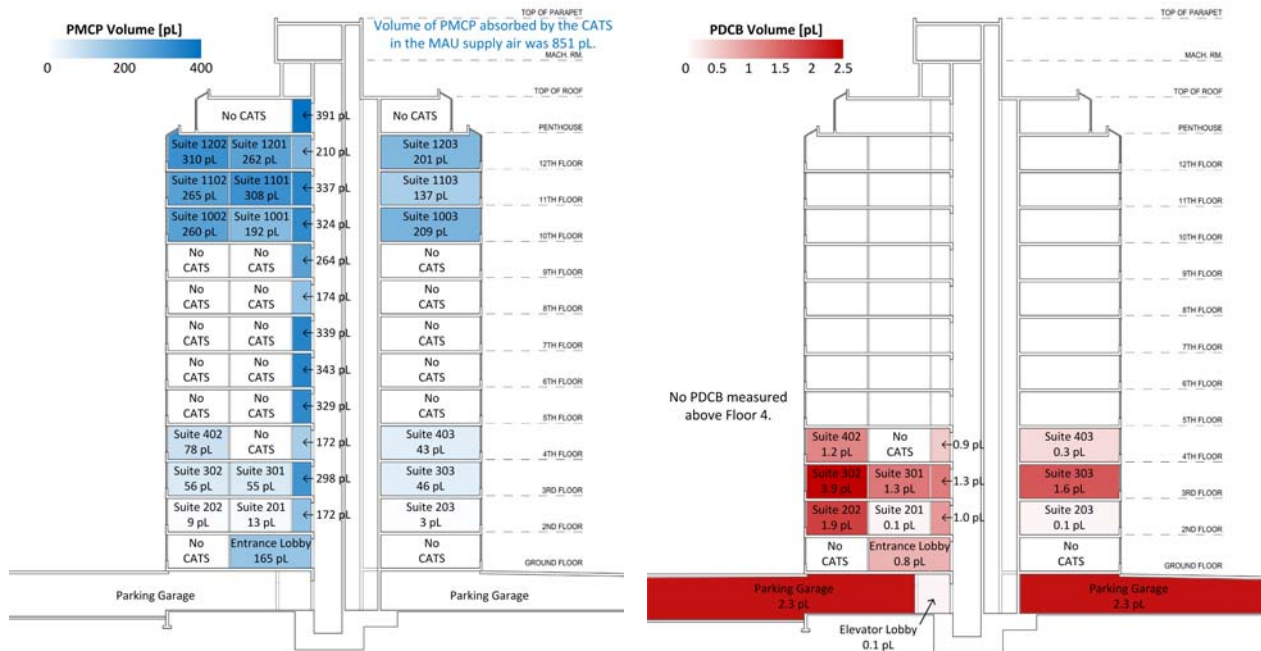 TOP OF PARAPET
PMCP Volume [pL]
0
200
400
Volume of PMCP absorbed by the CATS
in the MAU supply air was 851 pL.
MACH. RM.
TOP OF ROOF
No CATS
←391 pL
No CATS
PENTHOUSE
Suite 1202
310 pL
Suite 1201
262 pL
←210 pL
Suite 1203
201 pL
12TH FLOOR
Suite 1102
265 pL
Suite 1101
308 pL
←337 pL
Suite 1103
137 pL
11TH FLOOR
Suite 1002
260 pL
Suite 1001
192 pL
←324 pL
Suite 1003
209 pL
10TH FLOOR
No
CATS
No
CATS
←264 pL
No
CATS
9TH FLOOR
No
CATS
No
CATS
←174 pL
No
CATS
8TH FLOOR
No
CATS
No
CATS
←339 pL
No
CATS
7TH FLOOR
No
CATS
No
CATS
←343 pL
No
CATS
6TH FLOOR
No
CATS
No
CATS
←329 pL
No
CATS
5TH FLOOR
Suite 402
78 pL
No
CATS
←172 pL
Suite 403
43 pL
4TH FLOOR
Suite 302
56 pL
Suite 301
55 pL
←298 pL
Suite 303
46 pL
3RD FLOOR
Suite 202
9 pL
Suite 201
13 pL
←172 pL
Suite 203
3 pL
2ND FLOOR
No
CATS
Entrance Lobby
165 pL
No
CATS
GROUND FLOOR
Parking Garage
Parking Garage
TOP OF PARAPET
PDCB Volume [pL]
0
0.5
1
1.5
2
2.5
MACH. RM.
TOP OF ROOF
PENTHOUSE
12TH FLOOR
11TH FLOOR
10TH FLOOR
9TH FLOOR
8TH FLOOR
7TH FLOOR
6TH FLOOR
No PDCB measured
above Floor 4.
5TH FLOOR
Suite 402
1.2 pL
No
CATS
←0.9 pL
Suite 403
0.3 pL
4TH FLOOR
Suite 302
3.9 pL
Suite 301
1.3 pL
←1.3 pL
Suite 303
1.6 pL
3RD FLOOR
Suite 202
1.9 pL
Suite 201
0.1 pL
←1.0 pL
Suite 203
0.1 pL
2ND FLOOR
No
CATS
Entrance Lobby
0.8 pL
No
CATS
GROUND FLOOR
Parking Garage
2.3 pL
Parking Garage
2.3 pL
Elevator Lobby
0.1 pL